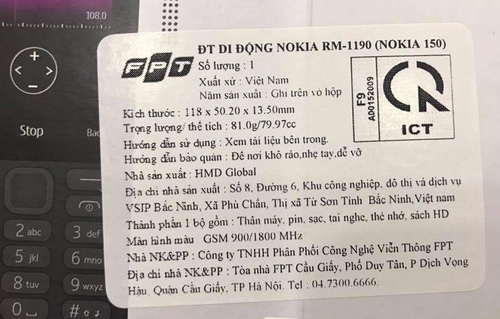 108.0
ĐT DI ĐỘNG NOKIA RM-1190 (NOKIA 150)
FPT
Số lượng : 1
Xuất xứ : Việt Nam
Năm sản xuất : Ghi trên vỏ hộp
Kích thước : 118 x 50.20 x 13.50mm
Trọng lượng/ thể tích : 81.0g/79.97cc
Hướng dẫn sử dụng : Xem tài liệu bên trong.
Hướng dẫn bảo quản : Để nơi khô ráo,nhẹ tay,dễ vỡ
F9
A00152009
ICT
Nhà sản xuất : HMD Global
Địa chỉ nhà sản xuất : Số 8, Đường 6, Khu công nghiệp, đô thị và dịch vụ
VSIP Bắc Ninh, Xã Phù Chẩn, Thị xã Từ Sơn Tỉnh Bắc Ninh,Việt nam
Thành phần 1 bộ gồm : Thân máy, pin, sạc, tai nghe, thẻ nhớ, sách HD
Màn hình màu GSM 900/1800 MHz
Nhà NK&PP : Công ty TNHH Phân Phối Công Nghệ Viễn Thông FPT
Địa chỉ nhà NK&PP : Tòa nhà FPT Cầu Giấy, Phố Duy Tân, P Dịch Vọng
Hậu, Quận Cầu Giấy, TP Hà Nội. Tel : 04.7300.6666.
Stop
Bac
2 abc
3 def
5 jkl
6 mno
8 tuv
9 wxyz
0
#